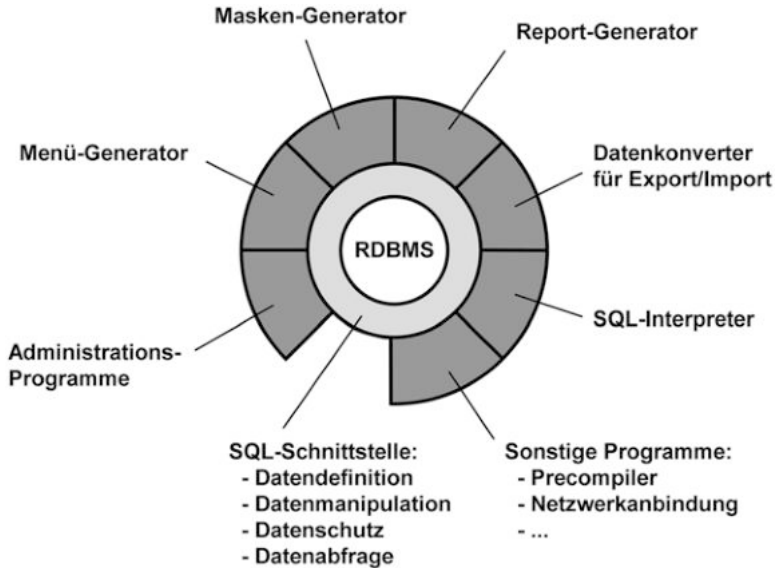 Masken-Generator
Report-Generator
Menü-Generator
Datenkonverter
für Export/Import
RDBMS
SQL-Interpreter
Administrations-
Programme
SQL-Schnittstelle:
- Datendefinition
- Datenmanipulation
- Datenschutz
- Datenabfrage
Sonstige Programme:
- Precompiler
- Netzwerkanbindung
- ...